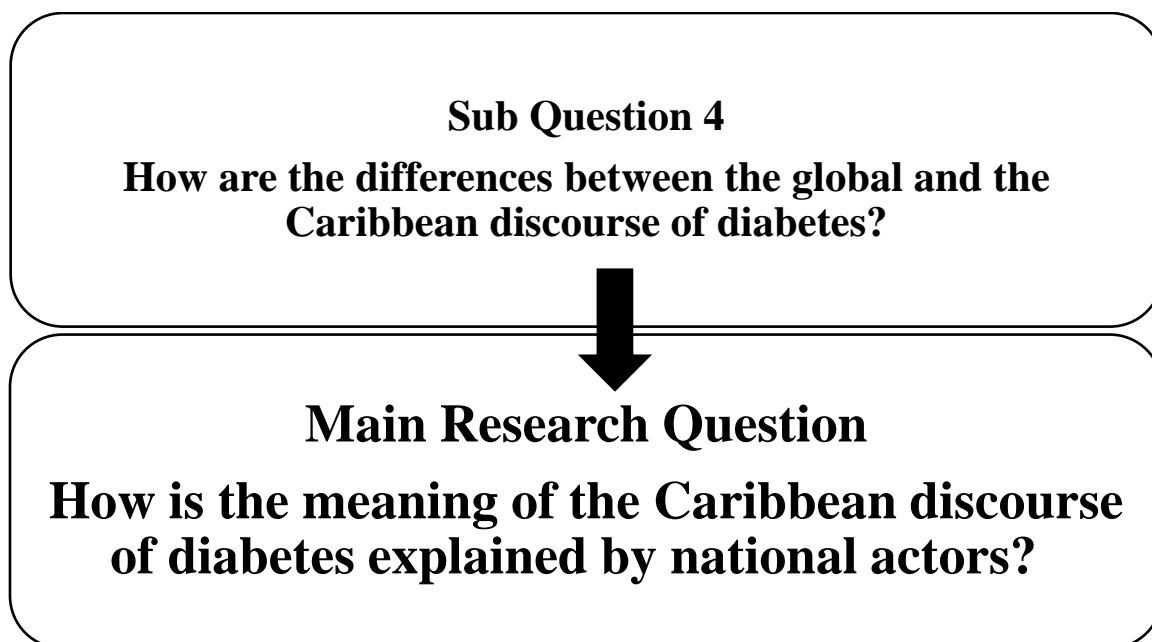 Sub Question 4
How are the differences between the global and the
Caribbean discourse of diabetes?
Main Research Question
How is the meaning of the Caribbean discourse
of diabetes explained by national actors?